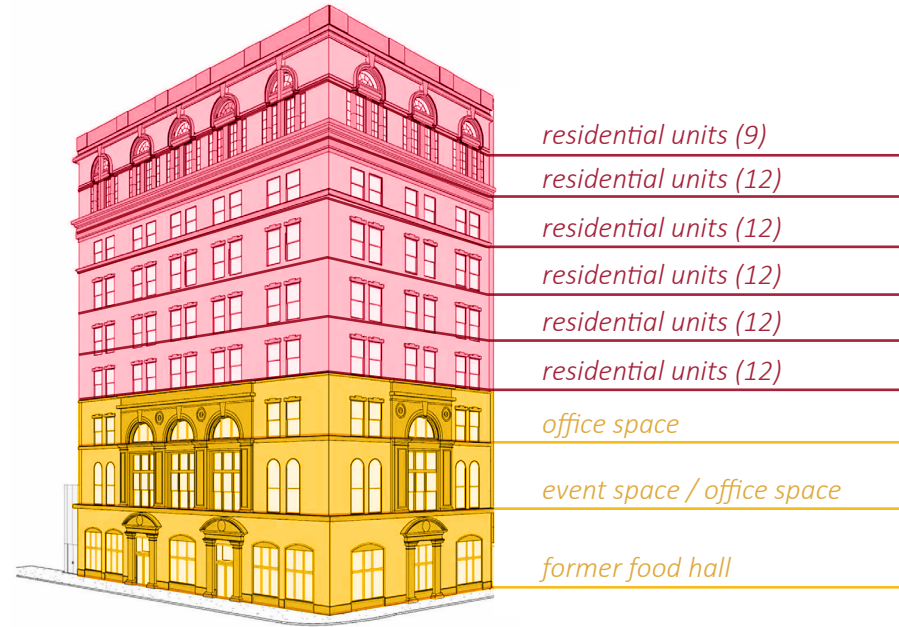 residential units (9)
residential units (12)
residential units (12)
residential units (12)
residential units (12)
residential units (12)
office space
event space / office space
former food hall